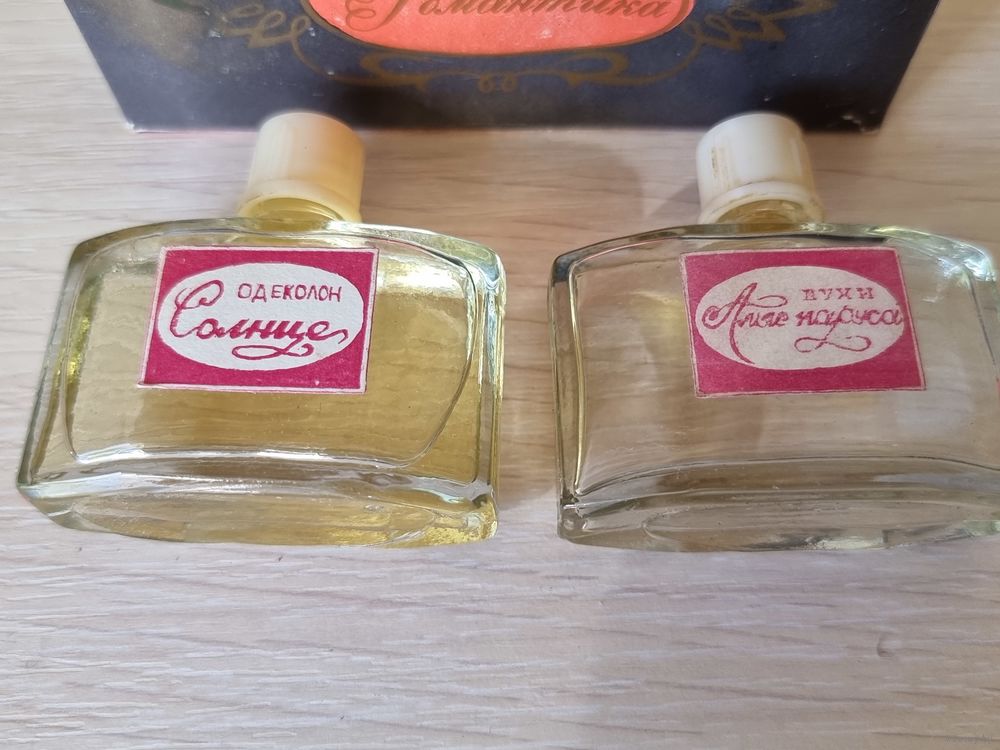 Романтика
ОДЕКОЛОН
Солнце
ДУХИ
Алые паруса